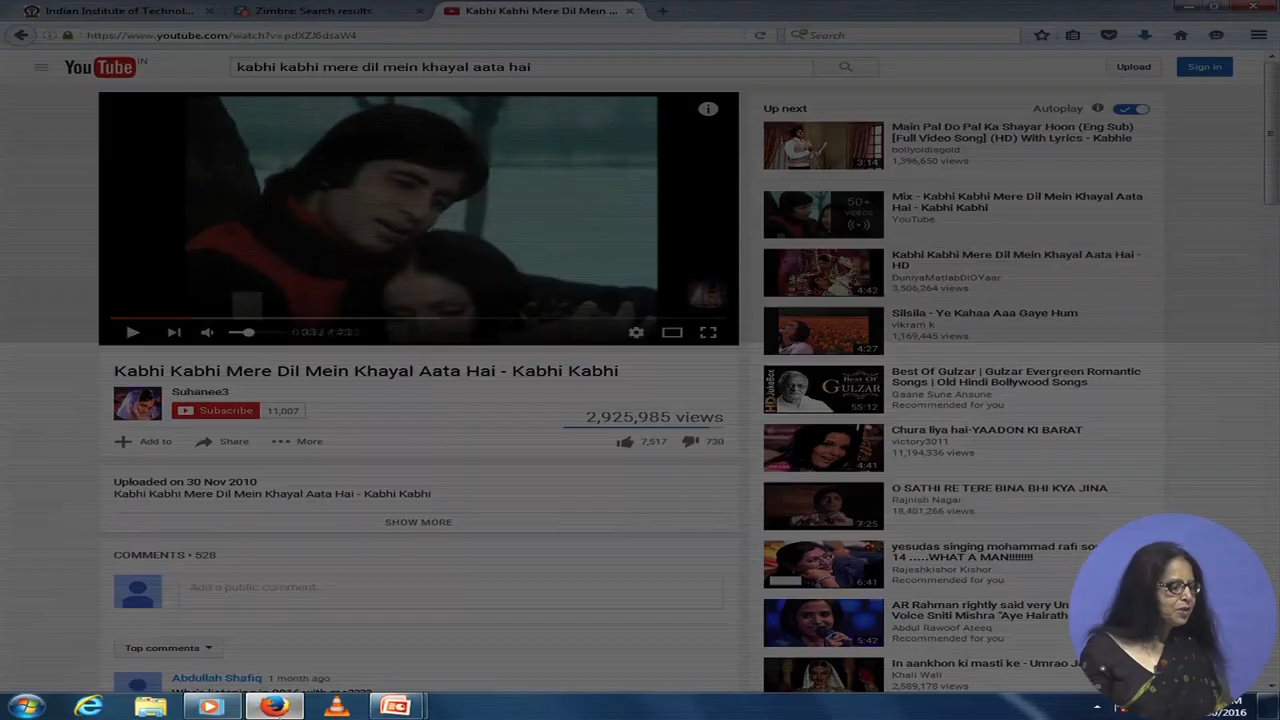 Indian Institute of Technol...
Zimbra: Search results
Kabhi Kabhi Mere Dil Mein ...
https://www.youtube.com/watch?v=pdXZJ6dsaW4
Search
YouTube IN
kabhi kabhi mere dil mein khayal aata hai
Upload
Sign in
Kabhi Kabhi Mere Dil Mein Khayal Aata Hai - Kabhi Kabhi
Suhanee3
Subscribe 11,007
2,925,985 views
Add to Share More
7,517 730
Uploaded on 30 Nov 2010
Kabhi Kabhi Mere Dil Mein Khayal Aata Hai - Kabhi Kabhi
SHOW MORE
COMMENTS • 528
Add a public comment...
Top comments
Abdullah Shafiq 1 month ago
Up next
Autoplay
Main Pal Do Pal Ka Shayar Hoon (Eng Sub)
[Full Video Song] (HD) With Lyrics - Kabhie
bollyoldisgold
1,396,650 views
3:14
Mix - Kabhi Kabhi Mere Dil Mein Khayal Aata
Hai - Kabhi Kabhi
YouTube
50+
videos
Kabhi Kabhi Mere Dil Mein Khayal Aata Hai -
HD
DuniyaMatlabDiOYaar
3,506,264 views
4:42
Silsila - Ye Kahaa Aaa Gaye Hum
vikram k
1,169,445 views
4:27
Best Of Gulzar | Gulzar Evergreen Romantic
Songs | Old Hindi Bollywood Songs
Gaane Sune Ansune
Recommended for you
HD JukeBox
BEST OF
GULZAR
55:12
Chura liya hai-YAADON KI BARAT
victory3011
11,194,336 views
4:41
O SATHI RE TERE BINA BHI KYA JINA
Rajnish Nagar
18,401,266 views
7:25
yesudas singing mohammad rafi so
14 .....WHAT A MAN!!!!!!!!
Rajeshkishor Kishor
Recommended for you
6:41
AR Rahman rightly said very Un
Voice Sniti Mishra "Aye Hairath
Abdul Rawoof Ateeq
Recommended for you
5:42
In aankhon ki masti ke - Umrao J
Khali Wali
2,589,178 views